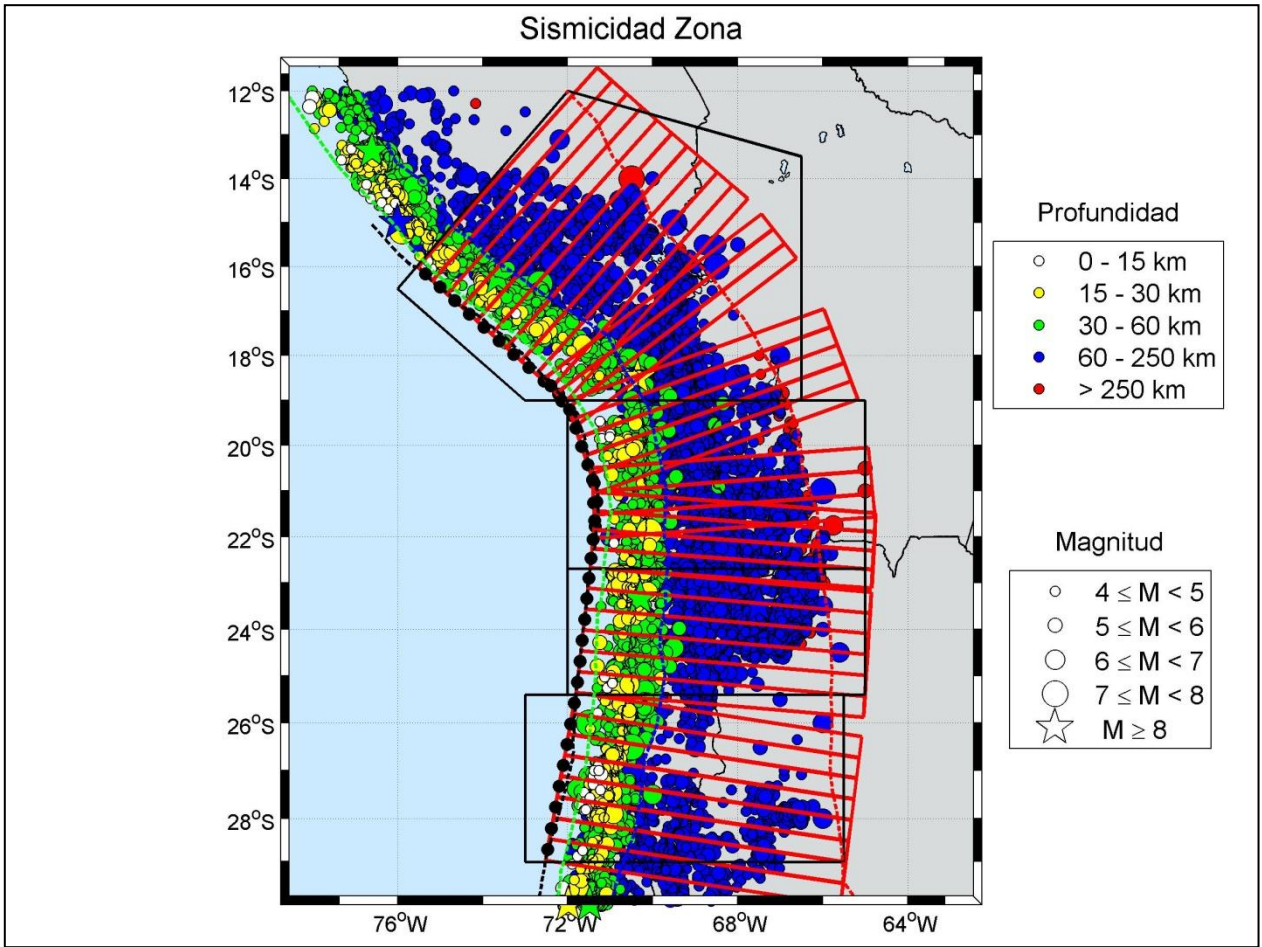 Sismicidad Zona
12°S
14°S
16°S
18°S
20°S
22°S
24°S
26°S
28°S
76°W
72°W
68°W
64°W
Profundidad
0 - 15 km
15 - 30 km
30 - 60 km
60 - 250 km
> 250 km
Magnitud
4 ≤ M < 5
5 ≤ M < 6
6 ≤ M < 7
7 ≤ M < 8
M ≥ 8